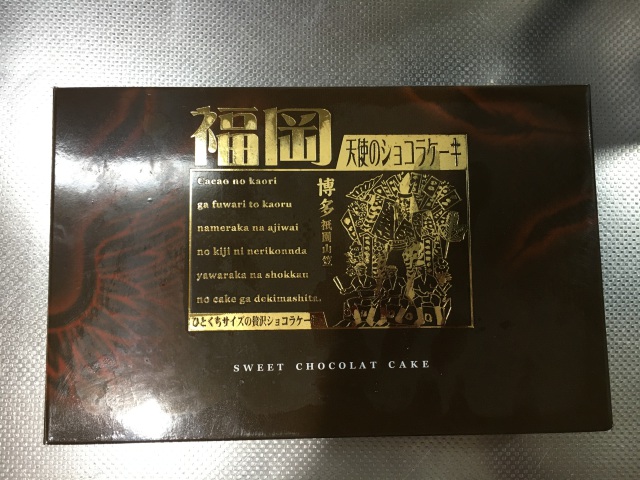 福岡
天使のショコラケーキ
Cacao no kaori
ga fuwari to kaoru
nameraka na ajiwai
no kiji ni nerikonnda
yawaraka na shokkan
no cake ga dekimashita.
博多祇園山笠
ひとくちサイズの贅沢ショコラケーキ
SWEET CHOCOLAT CAKE